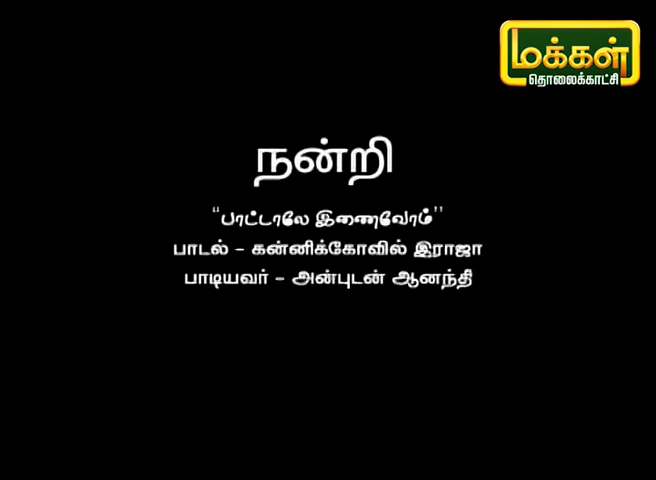 மக்கள்
தொலைக்காட்சி
நன்றி
“பாட்டாலே இணைவோம்”
பாடல் – கன்னிக்கோவில் இராஜா
பாடியவர் – அன்புடன் ஆனந்தி